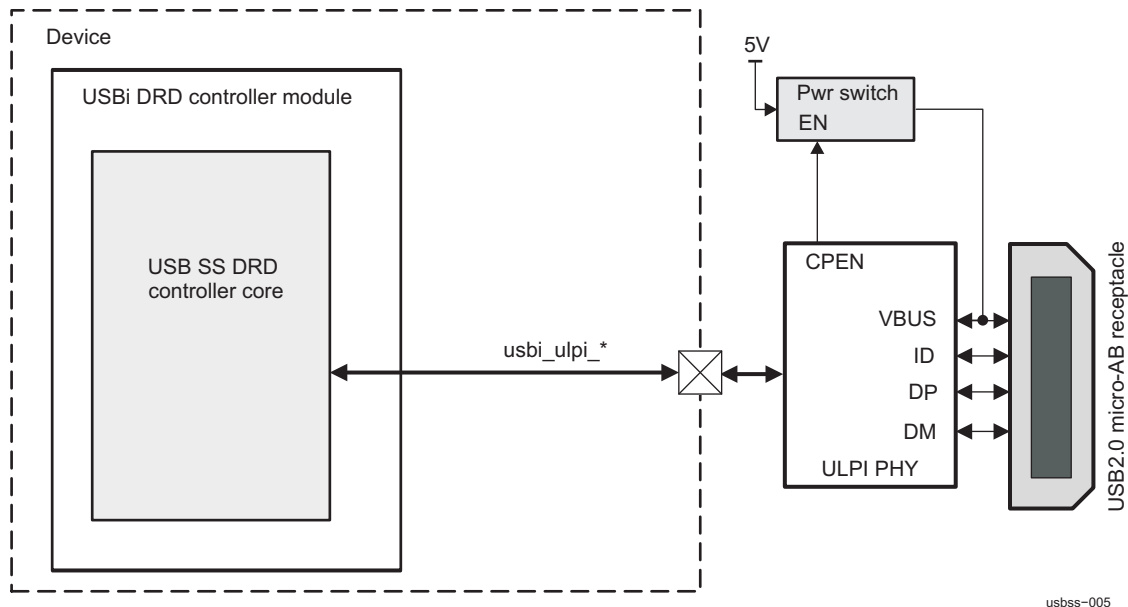 Device
USBi DRD controller module
USB SS DRD
controller core
usbi_ulpi_*
5V
Pwr switch
EN
CPEN
VBUS
ID
DP
DM
ULPI PHY
USB2.0 micro-AB receptacle
usbss−005